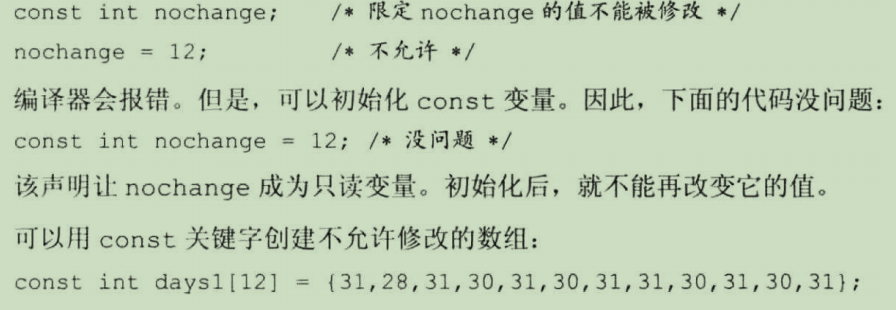 const int nochange; /* 限定 nochange 的值不能被修改 */
nochange = 12; /* 不允许 */
编译器会报错。但是，可以初始化 const 变量。因此，下面的代码没问题：
const int nochange = 12; /* 没问题 */
该声明让 nochange 成为只读变量。初始化后，就不能再改变它的值。
可以用 const 关键字创建不允许修改的数组：
const int days1[12] = {31,28,31,30,31,30,31,31,30,31,30,31};